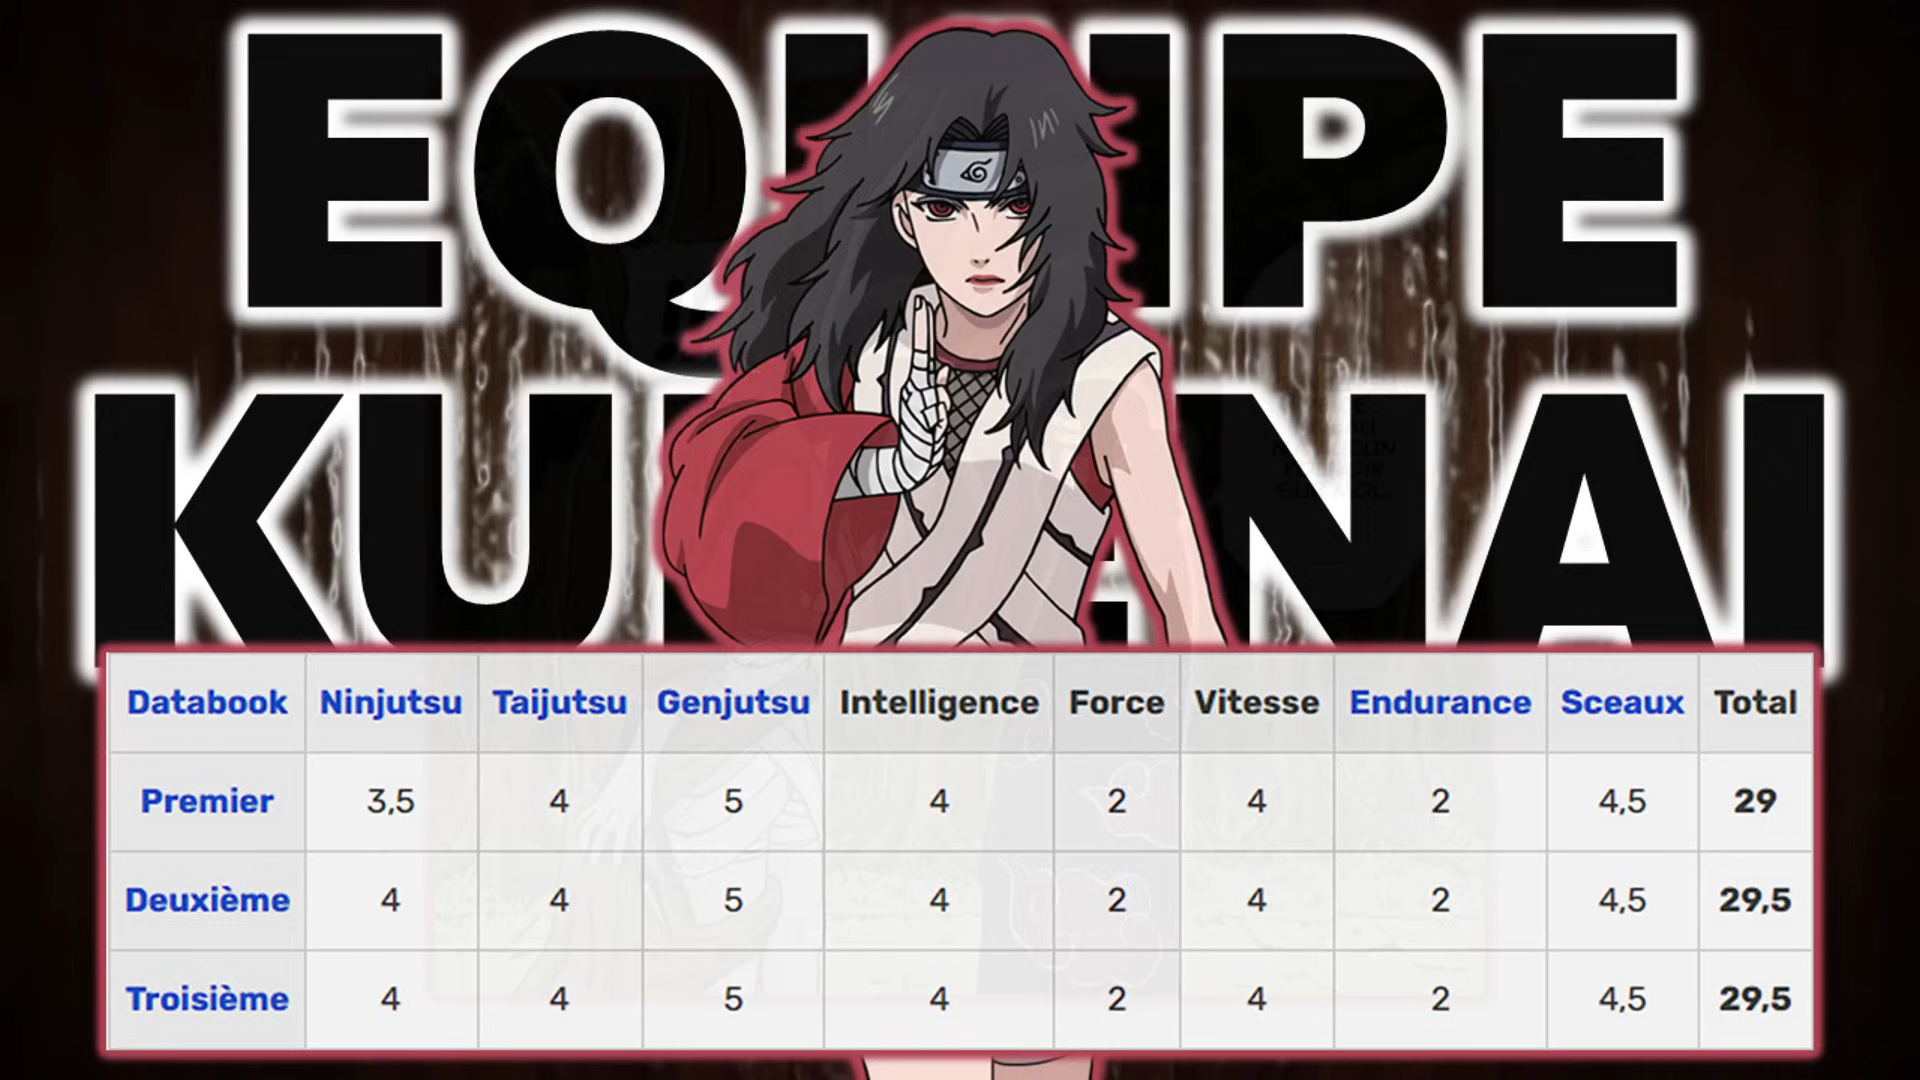 EQUIPE
KURENAI
Databook Ninjutsu Taijutsu Genjutsu Intelligence Force Vitesse Endurance Sceaux Total
Premier 3,5 4 5 4 2 4 2 4,5 29
Deuxième 4 4 5 4 2 4 2 4,5 29,5
Troisième 4 4 5 4 2 4 2 4,5 29,5